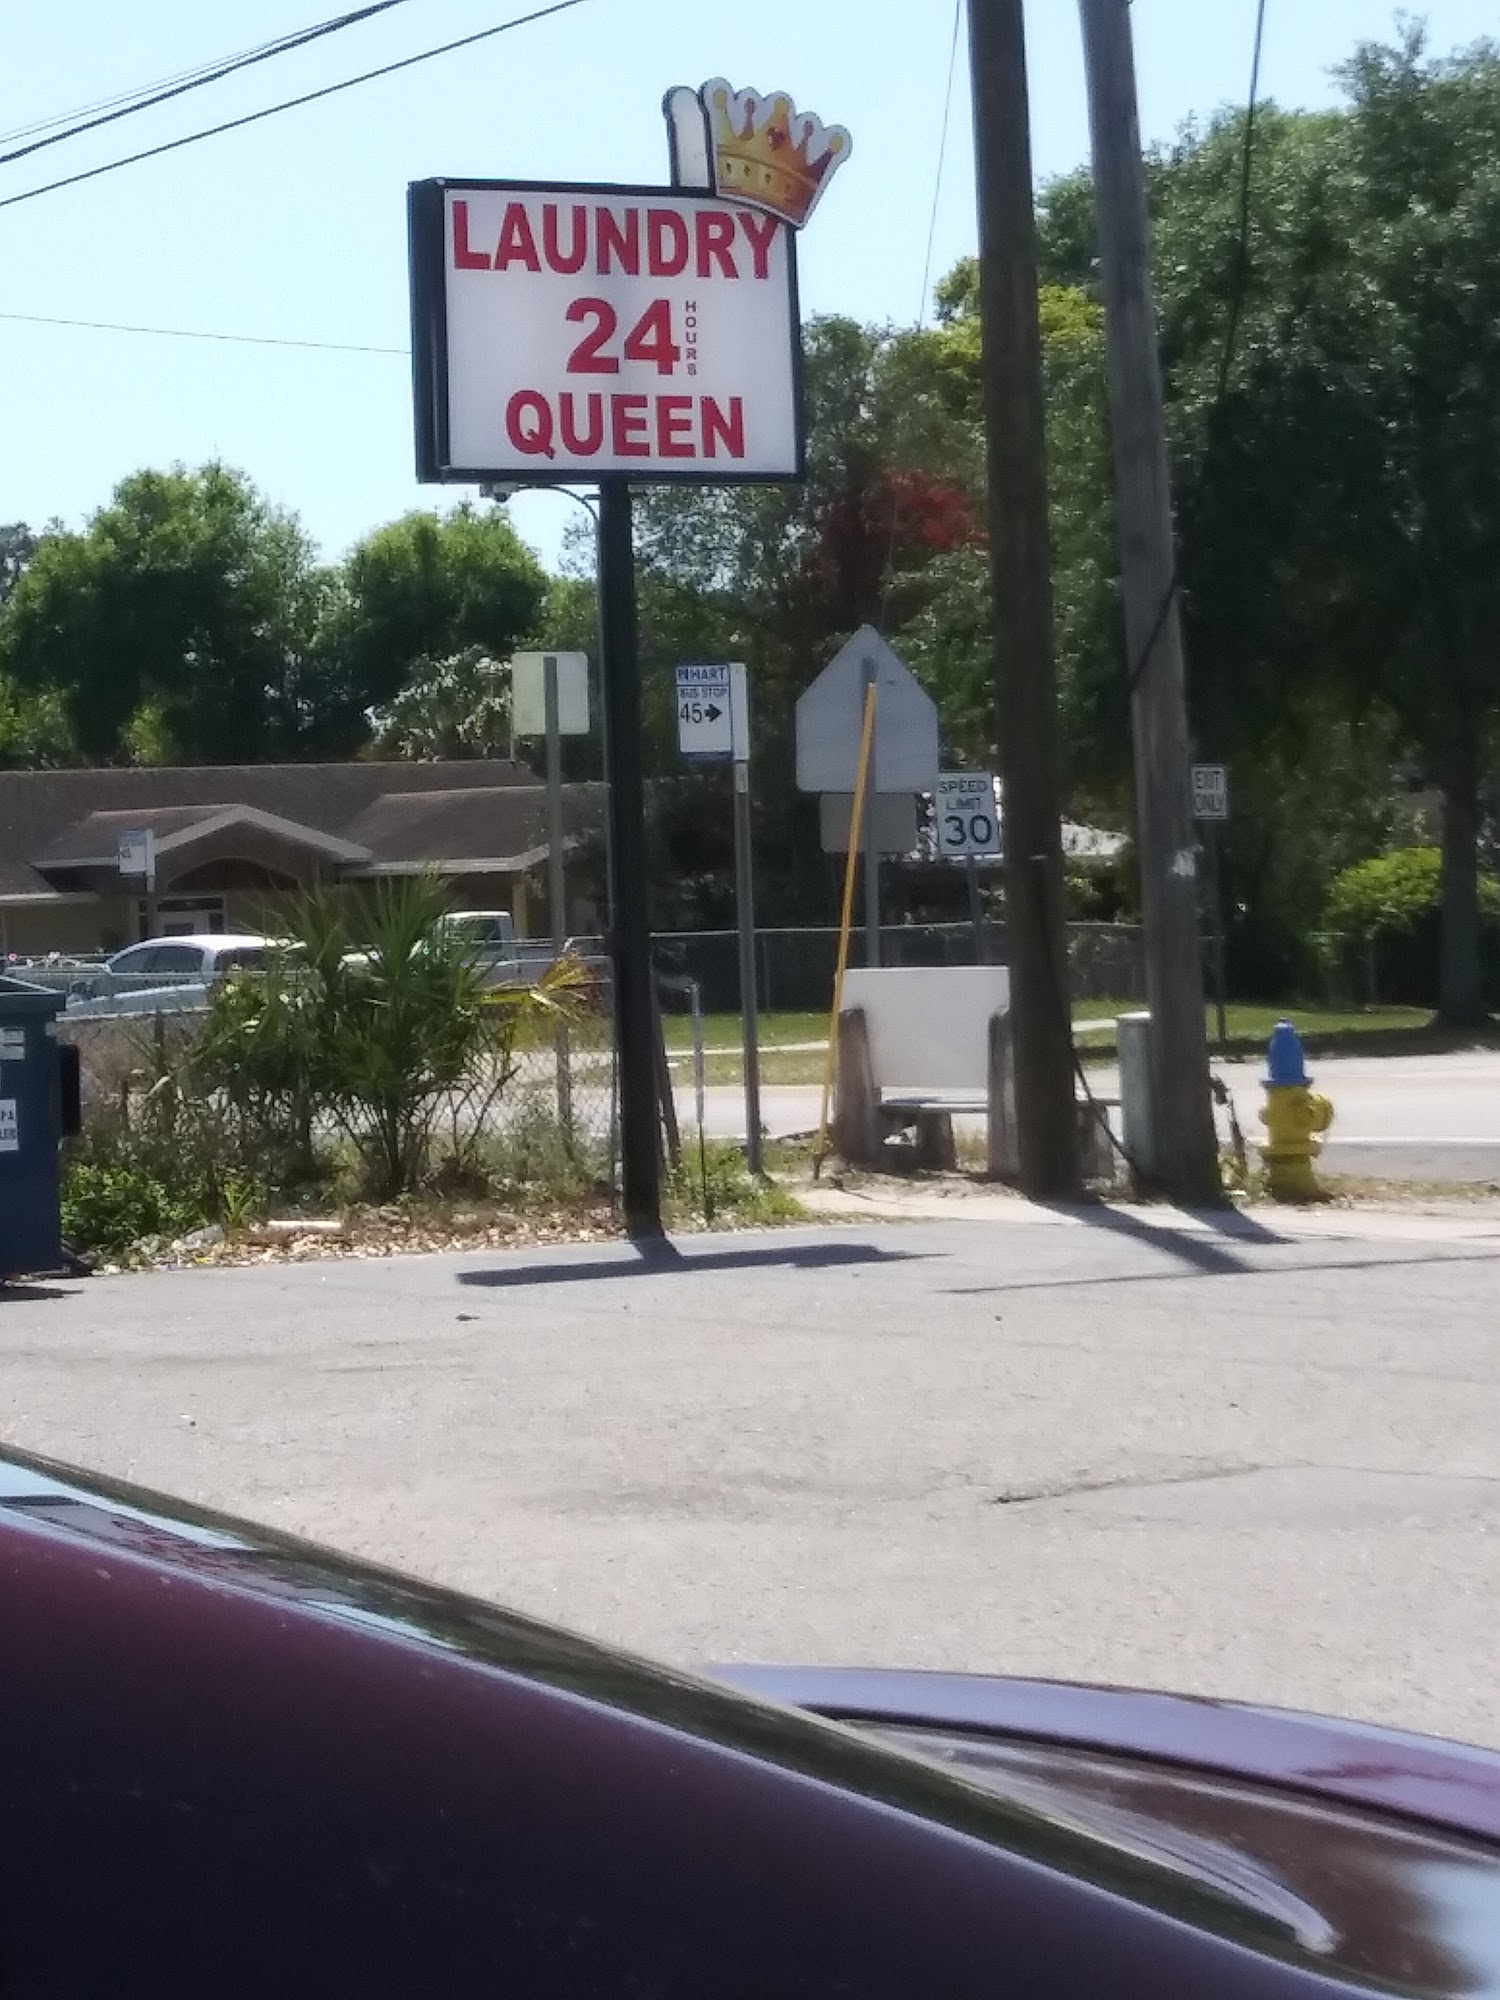 LAUNDRY
24 HOURS
QUEEN
HART
BUS STOP
45
SPEED
LIMIT
30
EXIT
ONLY